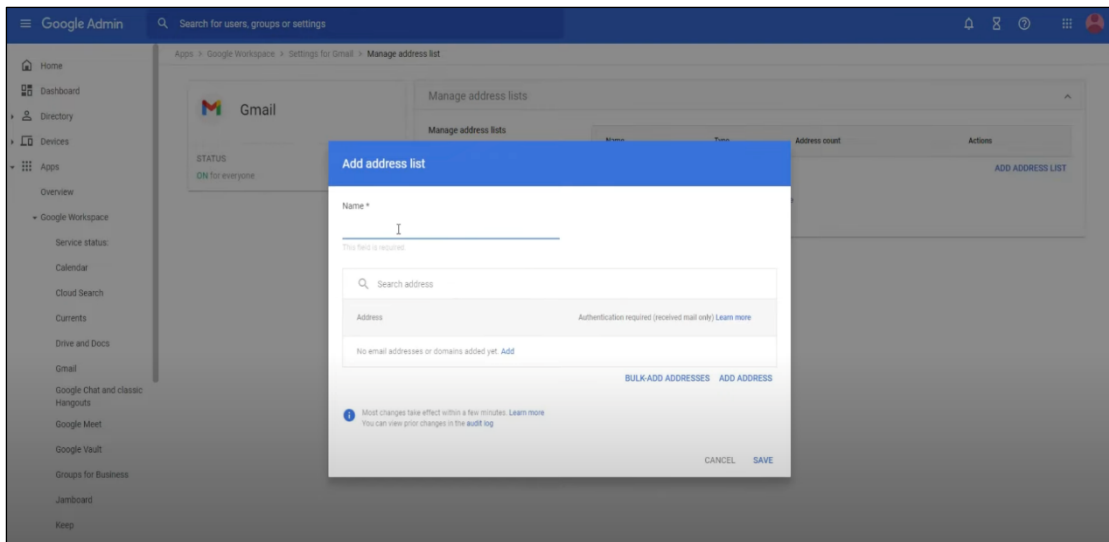 Google Admin
Search for users, groups or settings
Apps > Google Workspace > Settings for Gmail > Manage address list
Home
Dashboard
Directory
Devices
Apps
Overview
Google Workspace
Service status:
Calendar
Cloud Search
Currents
Drive and Docs
Gmail
Google Chat and classic
Hangouts
Google Meet
Google Vault
Groups for Business
Jamboard
Keep
Gmail
STATUS
ON for everyone
Manage address lists
Manage address lists
Name Type Address count Actions
ADD ADDRESS LIST
Add address list
Name *
This field is required
Search address
Address Authentication required (received mail only) Learn more
No email addresses or domains added yet. Add
BULK-ADD ADDRESSES ADD ADDRESS
Most changes take effect within a few minutes. Learn more
You can view prior changes in the audit log
CANCEL SAVE